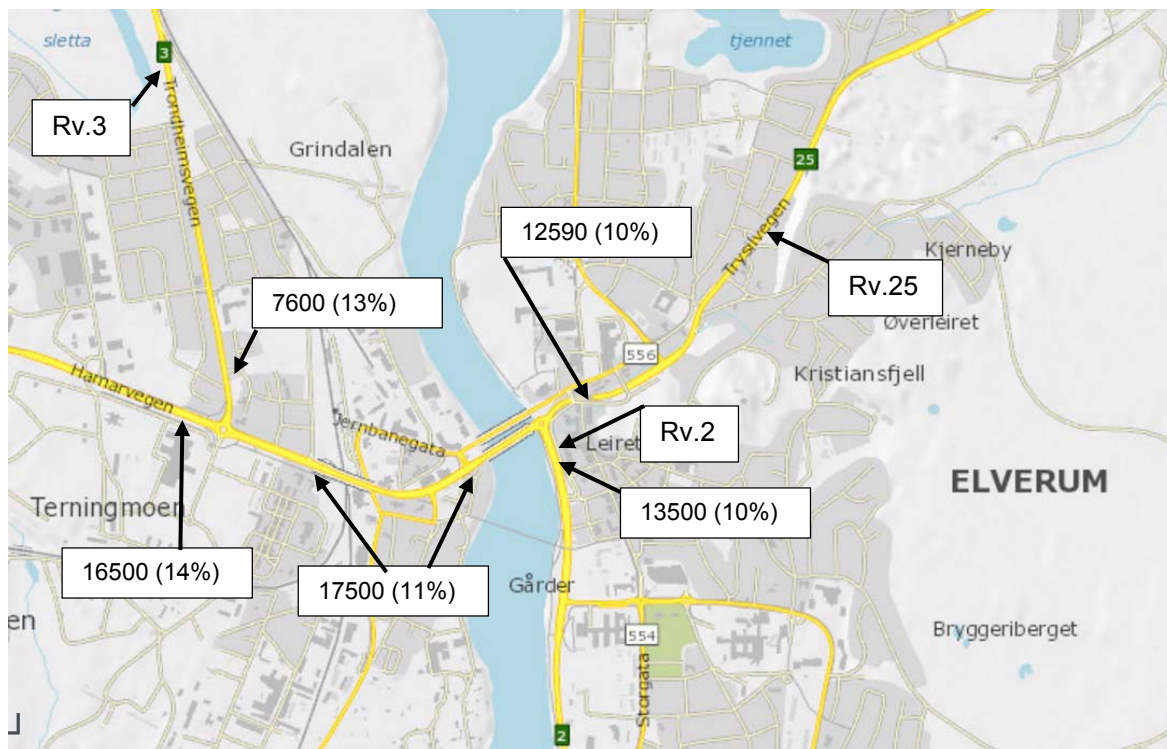 sletta
tjennet
3
Rv.3
Trondheimsvegen
Grindalen
25
12590 (10%)
Trysilvegen
Kjerneby
Rv.25
7600 (13%)
Øverleiret
556
Kristiansfjell
Hamarvegen
Jernbanegata
Leiret
Rv.2
ELVERUM
Terningmoen
13500 (10%)
16500 (14%)
17500 (11%)
Gårder
en
554
Bryggeriberget
Storgata
2